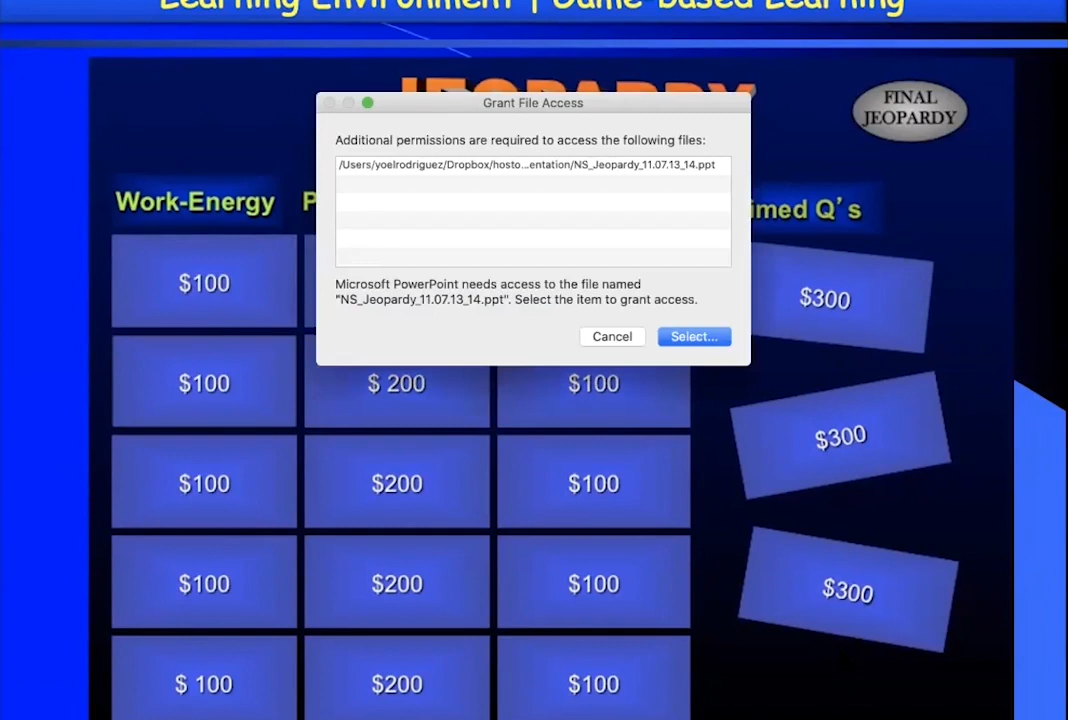 Learning Environment | Game-based Learning
JEOPARDY
FINAL
JEOPARDY
Grant File Access
Additional permissions are required to access the following files:
/Users/yoelrodriguez/Dropbox/hosto...entation/NS_Jeopardy_11.07.13_14.ppt
Microsoft PowerPoint needs access to the file named
"NS_Jeopardy_11.07.13_14.ppt". Select the item to grant access.
Cancel
Select...
Work-Energy
P
imed Q's
$100
$300
$100
$ 200
$100
$300
$100
$200
$100
$100
$200
$100
$300
$ 100
$200
$100